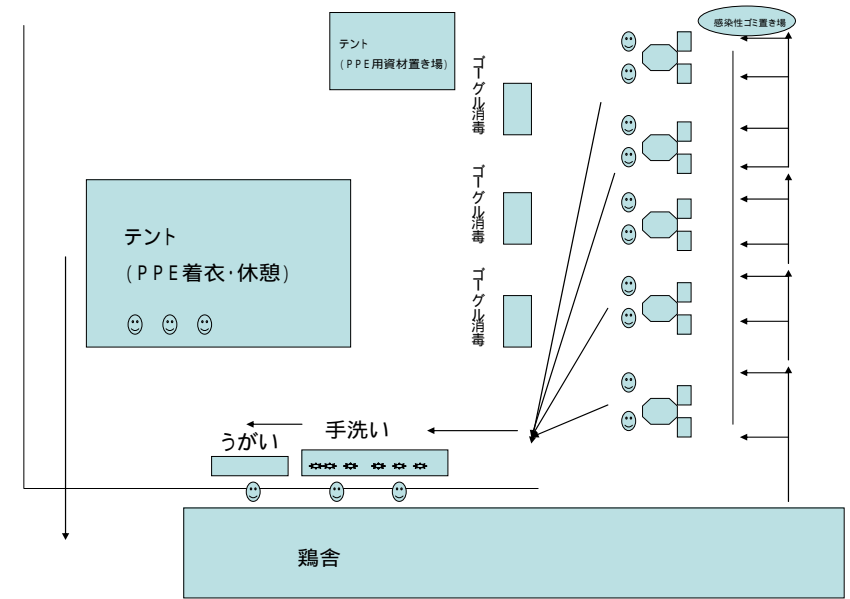 感染性ゴミ置き場
テント
(PPE用資材置き場)
ゴーグル消毒
ゴーグル消毒
ゴーグル消毒
テント
(PPE着衣・休憩)
手洗い
うがい
鶏舎